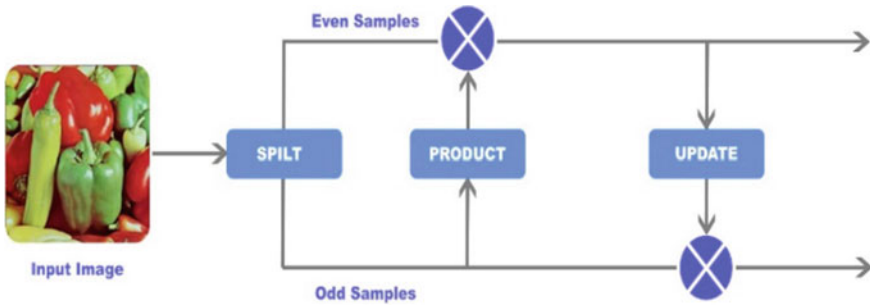 Even Samples
SPILT
PRODUCT
UPDATE
Input Image
Odd Samples